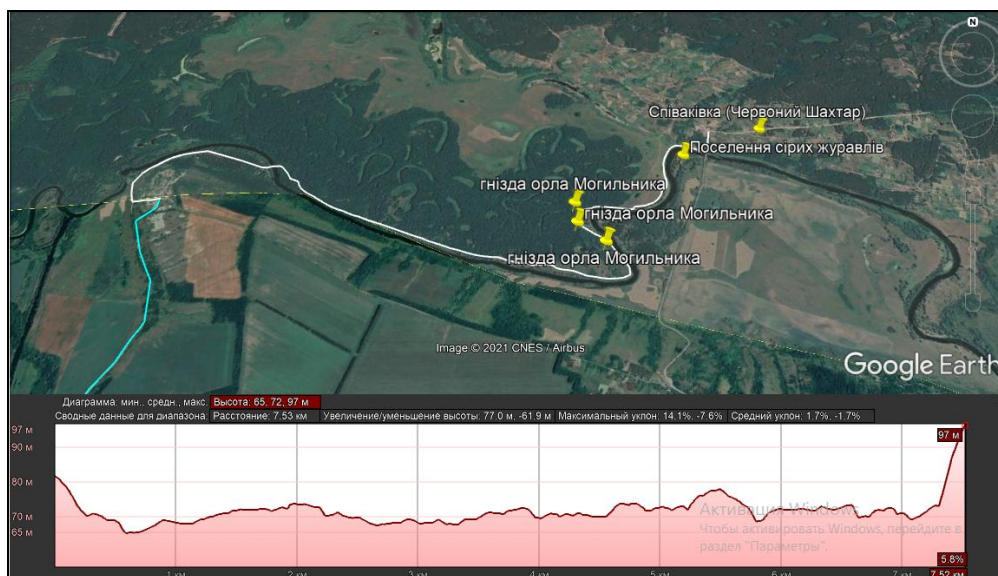 N
Співаківка (Червоний Шахтар)
Поселення сірих журавлів
гнізда орла Могильника
гнізда орла Могильника
гнізда орла Могильника
Image © 2021 CNES / Airbus
Google Earth
Диаграмма: мин., средн., макс. Высота: 65, 72, 97 м
Сводные данные для диапазона: Расстояние: 7.53 км Увеличение/уменьшение высоты: 77.0 м, -61.9 м Максимальный уклон: 14.1%, -7.6% Средний уклон: 1.7%, -1.7%
97 м
97 м
90 м
80 м
70 м
65 м
Активация Windows
Чтобы активировать Windows, перейдите в
раздел "Параметры".
5.8%
1 км 2 км 3 км 4 км 5 км 6 км 7 км 7.52 км